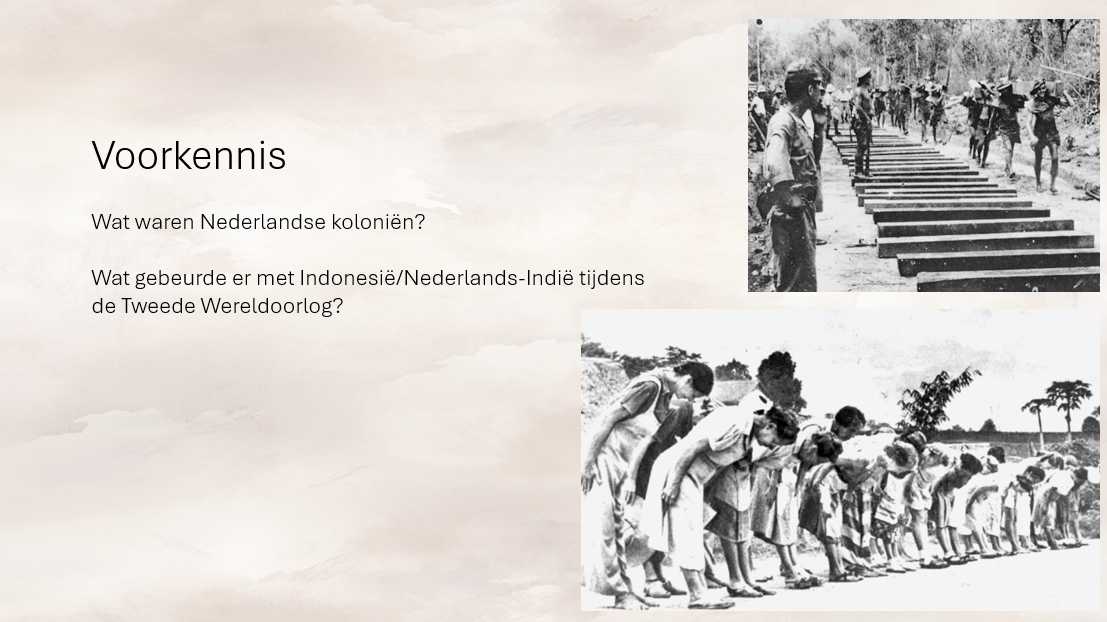 Voorkennis
Wat waren Nederlandse koloniën?
Wat gebeurde er met Indonesië/Nederlands-Indië tijdens
de Tweede Wereldoorlog?